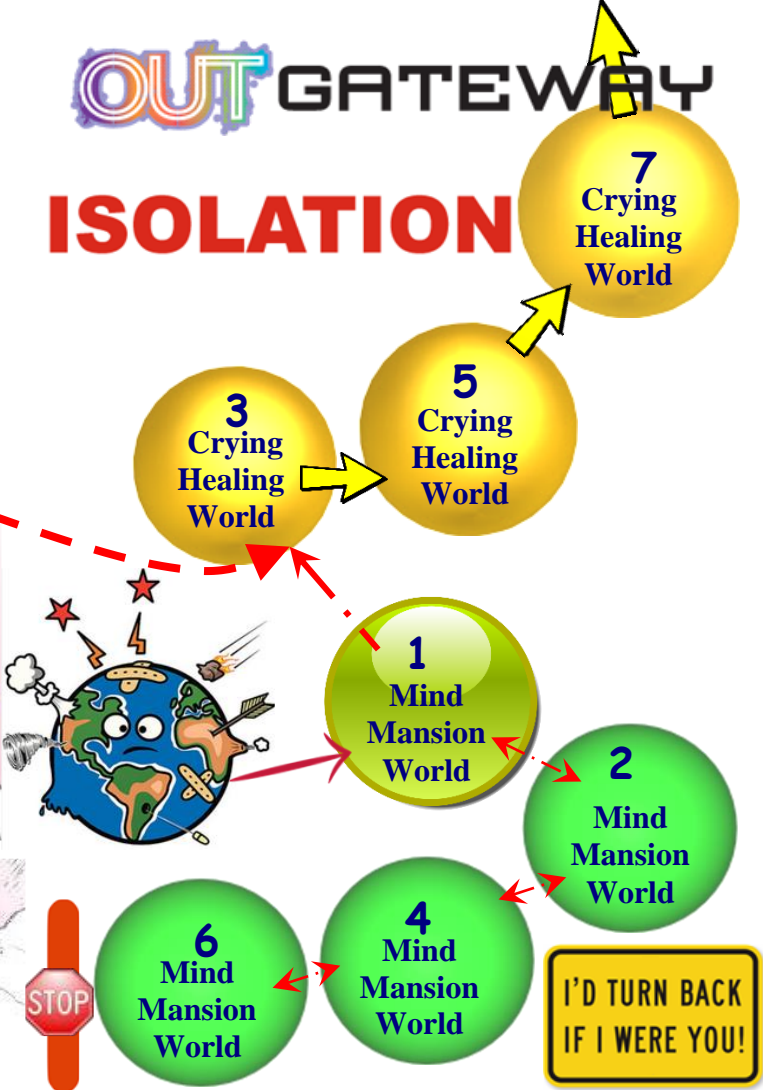 OUT GATEWAY
ISOLATION
7
Crying
Healing
World
5
Crying
Healing
World
3
Crying
Healing
World
1
Mind
Mansion
World
2
Mind
Mansion
World
4
Mind
Mansion
World
6
Mind
Mansion
World
STOP
I'D TURN BACK
IF I WERE YOU!